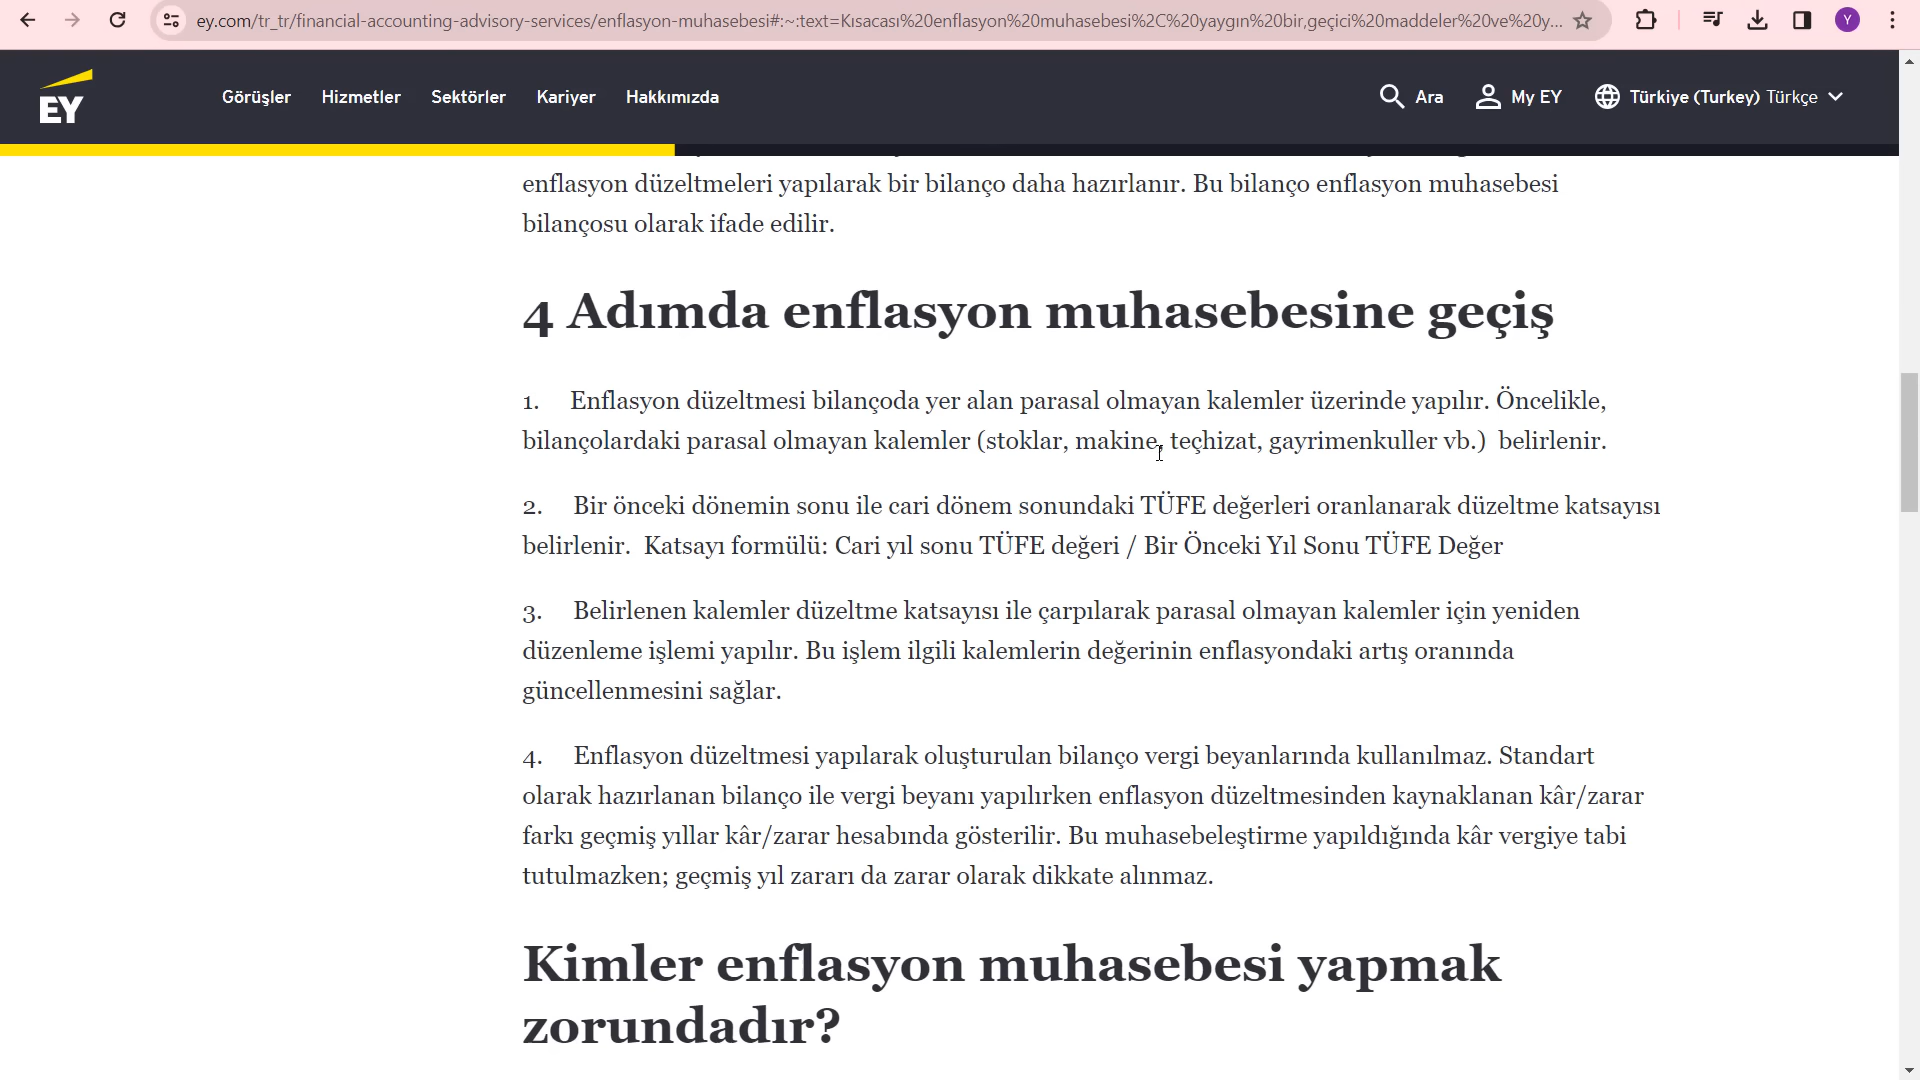 ey.com/tr_tr/financial-accounting-advisory-services/enflasyon-muhasebesi#:~:text=Kısacası%20enflasyon%20muhasebesi%2C%20yaygın%20bir,geçici%20maddeler%20ve%20y...
Y
EY
Görüşler Hizmetler Sektörler Kariyer Hakkımızda
Ara My EY Türkiye (Turkey) Türkçe
enflasyon düzeltmeleri yapılarak bir bilanço daha hazırlanır. Bu bilanço enflasyon muhasebesi
bilançosu olarak ifade edilir.
4 Adımda enflasyon muhasebesine geçiş
1. Enflasyon düzeltmesi bilançoda yer alan parasal olmayan kalemler üzerinde yapılır. Öncelikle,
bilançolardaki parasal olmayan kalemler (stoklar, makine, teçhizat, gayrimenkuller vb.) belirlenir.
2. Bir önceki dönemin sonu ile cari dönem sonundaki TÜFE değerleri oranlanarak düzeltme katsayısı
belirlenir. Katsayı formülü: Cari yıl sonu TÜFE değeri / Bir Önceki Yıl Sonu TÜFE Değer
3. Belirlenen kalemler düzeltme katsayısı ile çarpılarak parasal olmayan kalemler için yeniden
düzenleme işlemi yapılır. Bu işlem ilgili kalemlerin değerinin enflasyondaki artış oranında
güncellenmesini sağlar.
4. Enflasyon düzeltmesi yapılarak oluşturulan bilanço vergi beyanlarında kullanılmaz. Standart
olarak hazırlanan bilanço ile vergi beyanı yapılırken enflasyon düzeltmesinden kaynaklanan kâr/zarar
farkı geçmiş yıllar kâr/zarar hesabında gösterilir. Bu muhasebeleştirme yapıldığında kâr vergiye tabi
tutulmazken; geçmiş yıl zararı da zarar olarak dikkate alınmaz.
Kimler enflasyon muhasebesi yapmak
zorundadır?